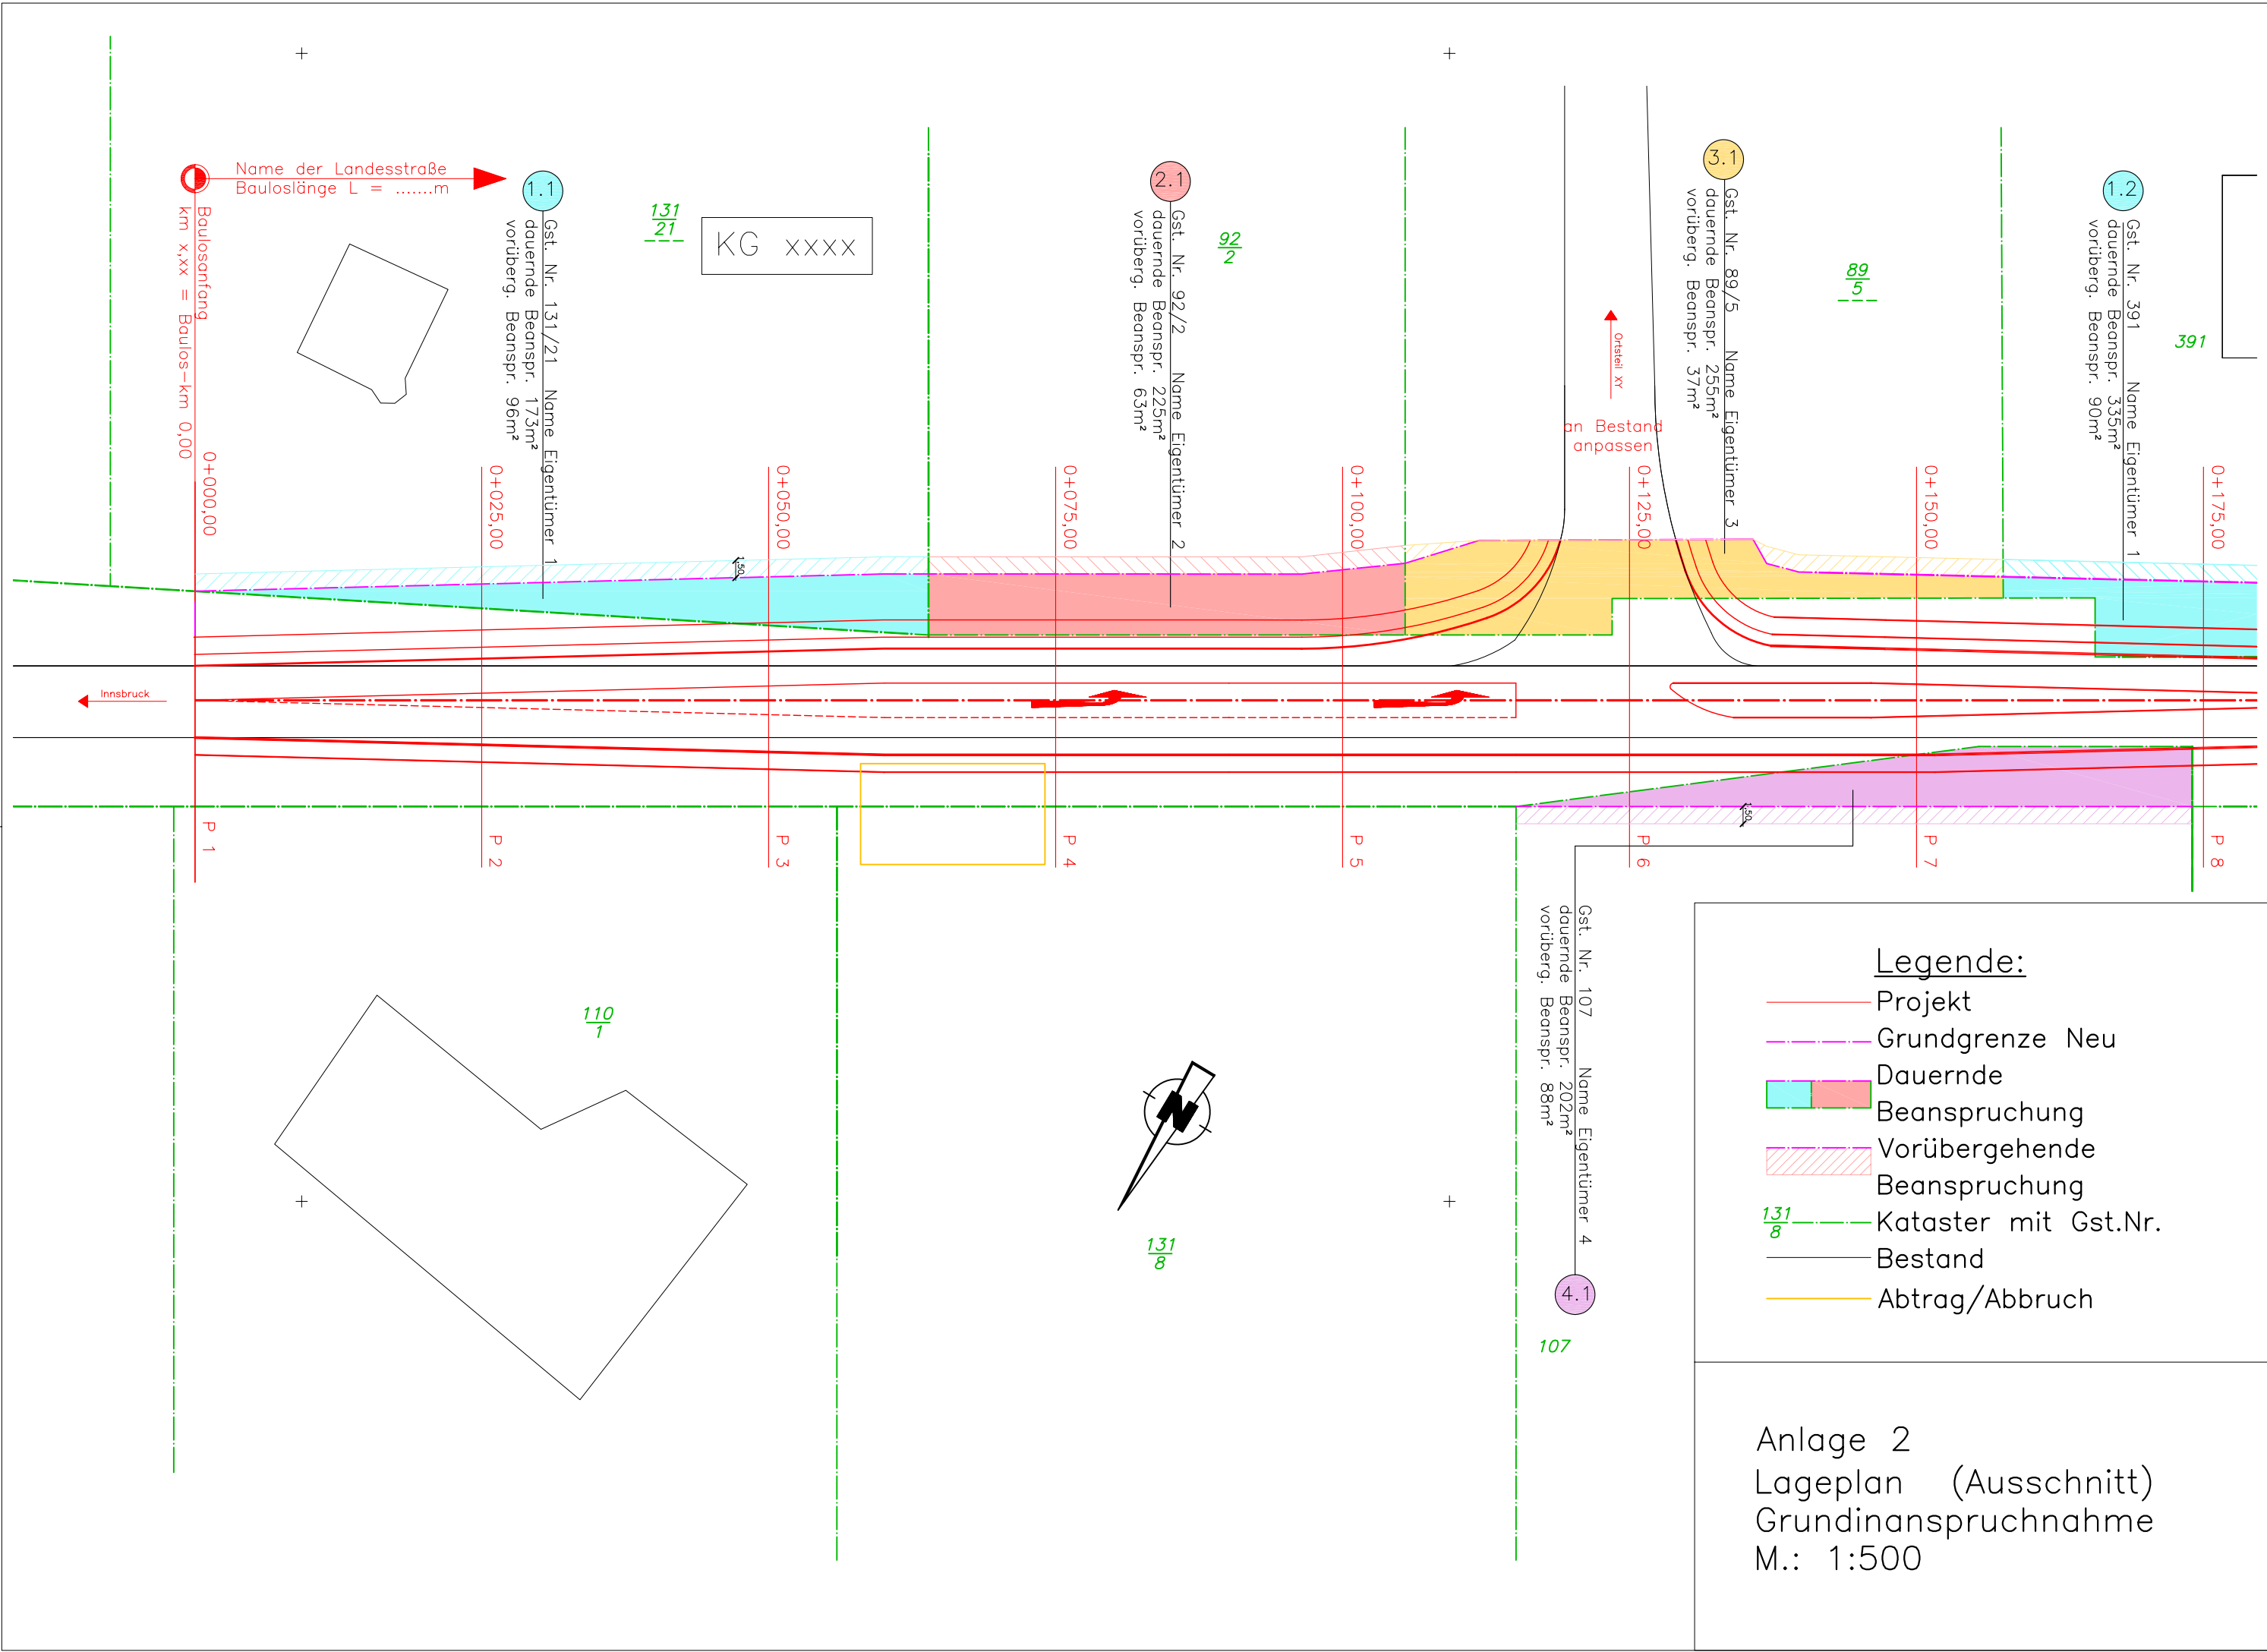 Name der Landesstraße
Bauloslänge L = .......m
Baulosanfang
km x,xx = Baulos-km 0,00
1.1
Gst. Nr. 131/21 Name Eigentümer 1
dauernde Beanspr. 173m²
vorüberg. Beanspr. 96m²
131
21
KG xxxx
2.1
Gst. Nr. 92/2 Name Eigentümer 2
dauernde Beanspr. 225m²
vorüberg. Beanspr. 63m²
92
2
3.1
Gst. Nr. 89/5 Name Eigentümer 3
dauernde Beanspr. 255m²
vorüberg. Beanspr. 37m²
89
5
1.2
Gst. Nr. 391 Name Eigentümer 1
dauernde Beanspr. 335m²
vorüberg. Beanspr. 90m²
391
Ortsteil XY
an Bestand
anpassen
0+000,00
0+025,00
0+050,00
0+075,00
0+100,00
0+125,00
0+150,00
0+175,00
1.50
Innsbruck
1.50
P 1
P 2
P 3
P 4
P 5
P 6
P 7
P 8
Gst. Nr. 107 Name Eigentümer 4
dauernde Beanspr. 202m²
vorüberg. Beanspr. 88m²
4.1
107
110
1
N
131
8
Legende:
Projekt
Grundgrenze Neu
Dauernde
Beanspruchung
Vorübergehende
Beanspruchung
131
8
Kataster mit Gst.Nr.
Bestand
Abtrag/Abbruch
Anlage 2
Lageplan (Ausschnitt)
Grundinanspruchnahme
M.: 1:500